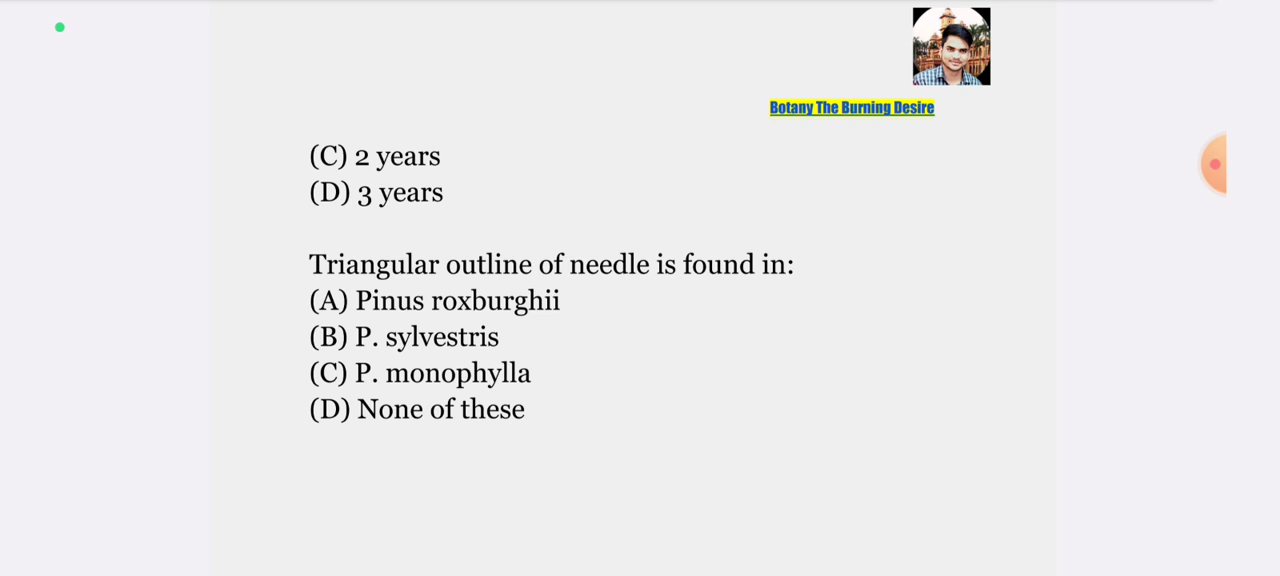 Botany The Burning Desire
(C) 2 years
(D) 3 years
Triangular outline of needle is found in:
(A) Pinus roxburghii
(B) P. sylvestris
(C) P. monophylla
(D) None of these